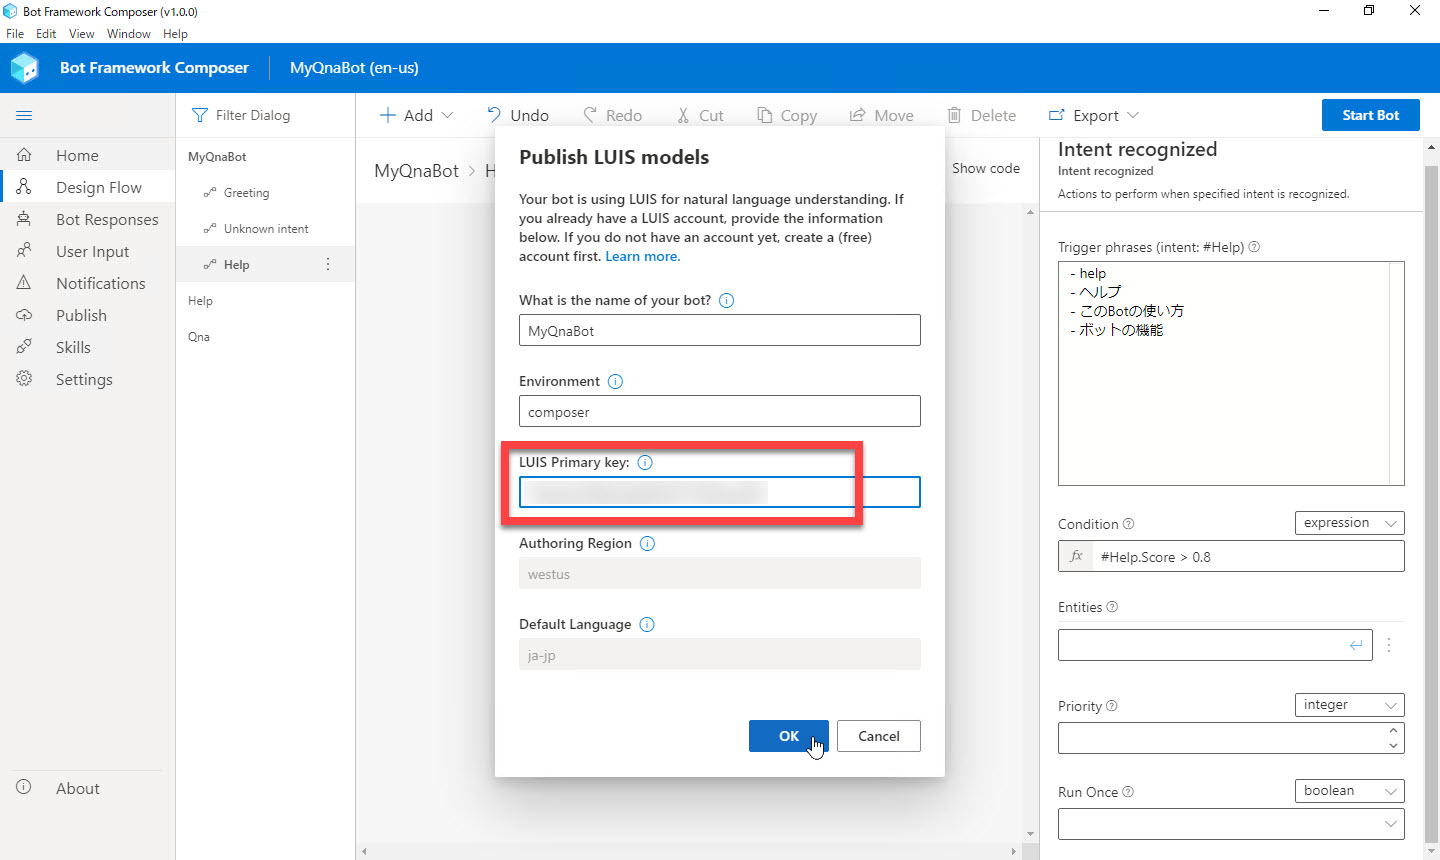 Bot Framework Composer (v1.0.0)
File Edit View Window Help
Bot Framework Composer MyQnaBot (en-us)
Filter Dialog
Add Undo Redo Cut Copy Move Delete Export Start Bot
Home
Design Flow
Bot Responses
User Input
Notifications
Publish
Skills
Settings
About
MyQnaBot
Greeting
Unknown intent
Help
Help
Qna
MyQnaBot > H
Show code
Publish LUIS models
Your bot is using LUIS for natural language understanding. If
you already have a LUIS account, provide the information
below. If you do not have an account yet, create a (free)
account first. Learn more.
What is the name of your bot?
MyQnaBot
Environment
composer
LUIS Primary key:
Authoring Region
westus
Default Language
ja-jp
OK Cancel
Intent recognized
Intent recognized
Actions to perform when specified intent is recognized.
Trigger phrases (intent: #Help)
- help
- ヘルプ
- このBotの使い方
- ボットの機能
Condition expression
fx #Help.Score > 0.8
Entities
Priority integer
Run Once boolean